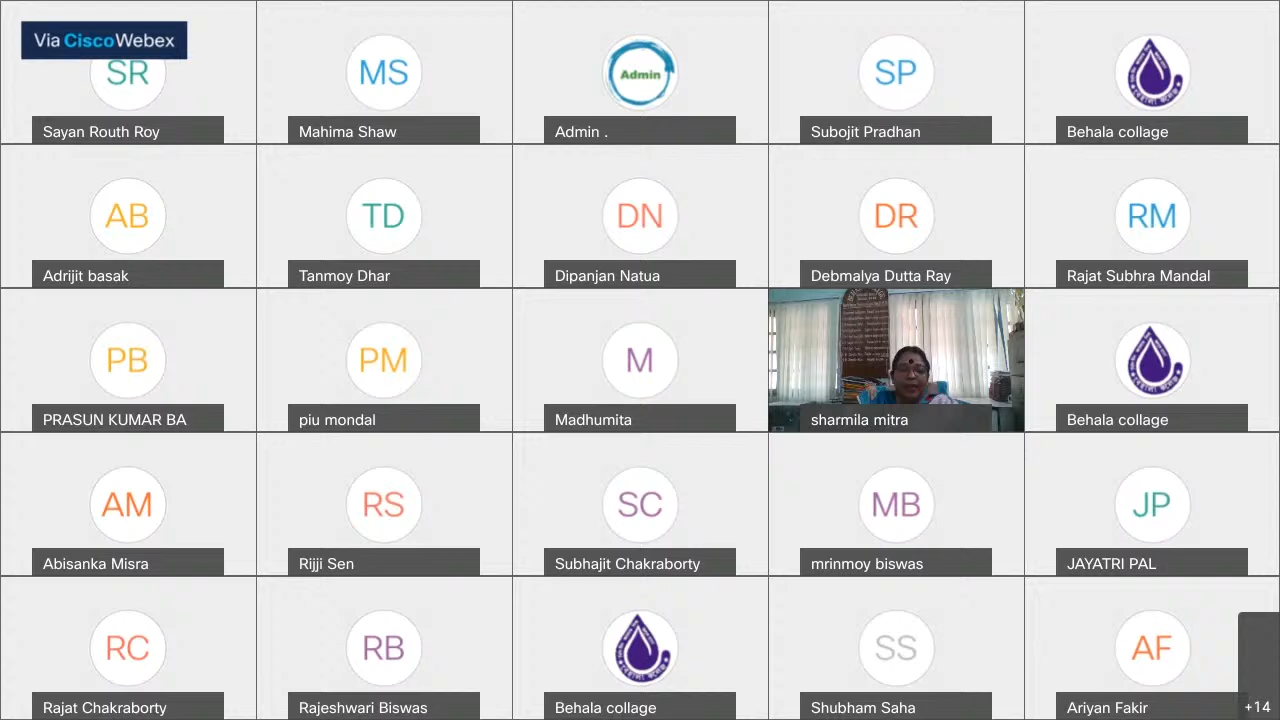 Via CiscoWebex
SR
Sayan Routh Roy
MS
Mahima Shaw
Admin
Admin .
SP
Subojit Pradhan
Behala collage
AB
Adrijit basak
TD
Tanmoy Dhar
DN
Dipanjan Natua
DR
Debmalya Dutta Ray
RM
Rajat Subhra Mandal
PB
PRASUN KUMAR BA
PM
piu mondal
M
Madhumita
sharmila mitra
Behala collage
AM
Abisanka Misra
RS
Rijji Sen
SC
Subhajit Chakraborty
MB
mrinmoy biswas
JP
JAYATRI PAL
RC
Rajat Chakraborty
RB
Rajeshwari Biswas
Behala collage
SS
Shubham Saha
AF
Ariyan Fakir
+14